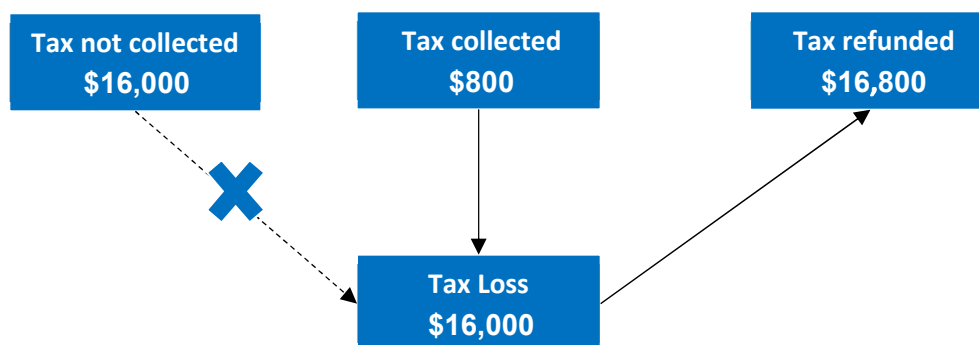 Tax not collected
$16,000
Tax collected
$800
Tax refunded
$16,800
Tax Loss
$16,000